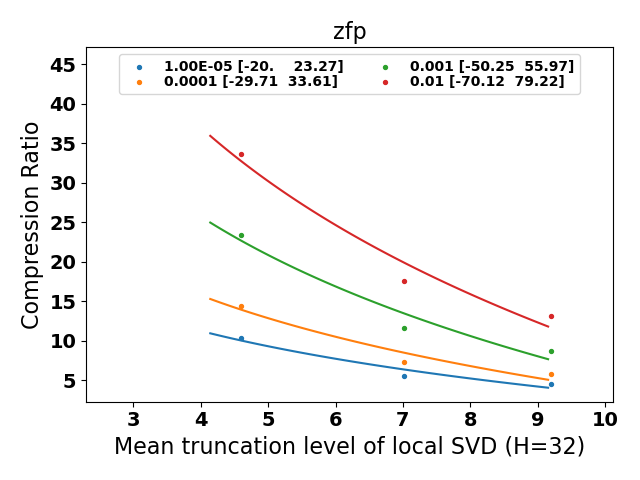 zfp
1.00E-05 [-20.    23.27]
0.0001 [-29.71  33.61]
0.001 [-50.25  55.97]
0.01 [-70.12  79.22]
Compression Ratio
45
40
35
30
25
20
15
10
5
3 4 5 6 7 8 9 10
Mean truncation level of local SVD (H=32)